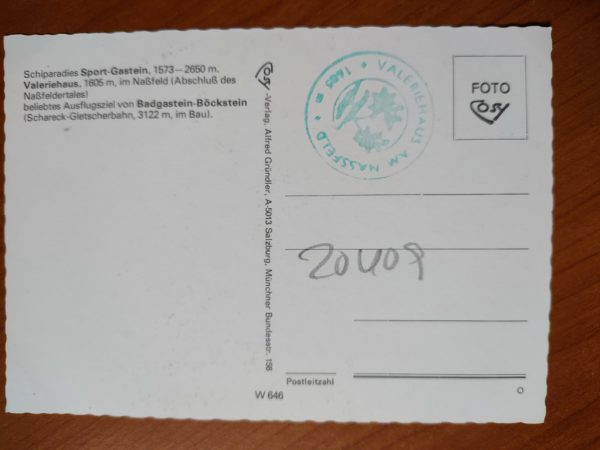 Schiparadies Sport-Gastein, 1573—2650 m.
Valeriehaus, 1605 m, im Naßfeld (Abschluß des
Naßfeldertales)
beliebtes Ausflugsziel von Badgastein-Böckstein
(Schareck-Gletscherbahn, 3122 m, im Bau).
Cosy -Verlag, Alfred Gründler, A-5013 Salzburg, Münchner Bundesstr. 156
VALERIEHAUS AM NASSFELD • 1605 m •
FOTO
Cosy
20409
Postleitzahl
W 646